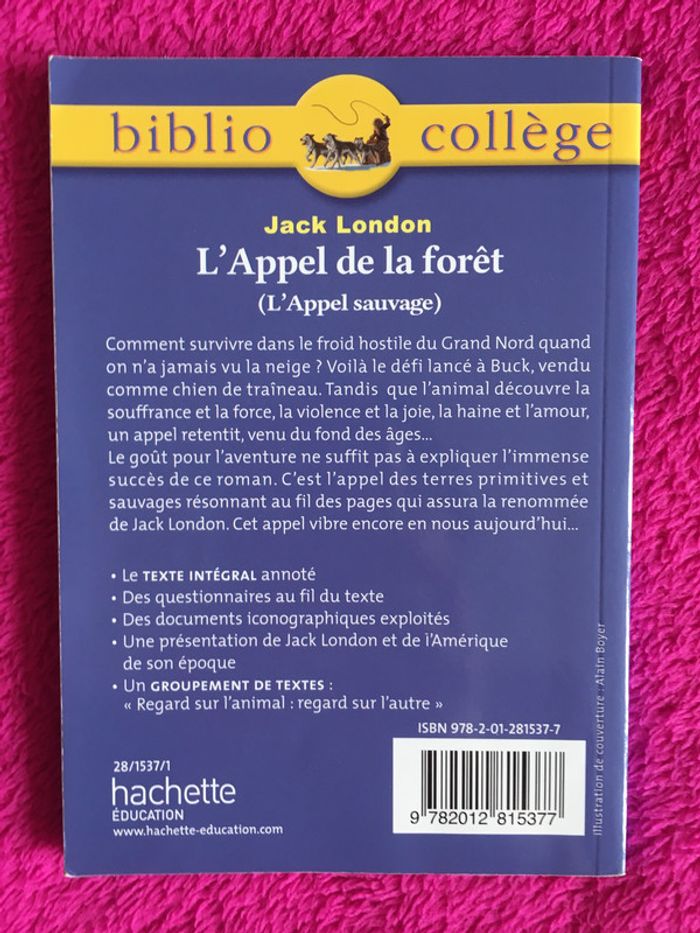 biblio collège
Jack London
L'Appel de la forêt
(L'Appel sauvage)
Comment survivre dans le froid hostile du Grand Nord quand
on n'a jamais vu la neige ? Voilà le défi lancé à Buck, vendu
comme chien de traîneau. Tandis que l'animal découvre la
souffrance et la force, la violence et la joie, la haine et l'amour,
un appel retentit, venu du fond des âges...
Le goût pour l'aventure ne suffit pas à expliquer l'immense
succès de ce roman. C'est l'appel des terres primitives et
sauvages résonnant au fil des pages qui assura la renommée
de Jack London. Cet appel vibre encore en nous aujourd'hui...
• Le TEXTE INTÉGRAL annoté
• Des questionnaires au fil du texte
• Des documents iconographiques exploités
• Une présentation de Jack London et de l'Amérique
de son époque
• Un GROUPEMENT DE TEXTES :
« Regard sur l'animal : regard sur l'autre »
ISBN 978-2-01-281537-7
9 782012 815377
28/1537/1
hachette
ÉDUCATION
www.hachette-education.com
Illustration de couverture : Alain Boyer